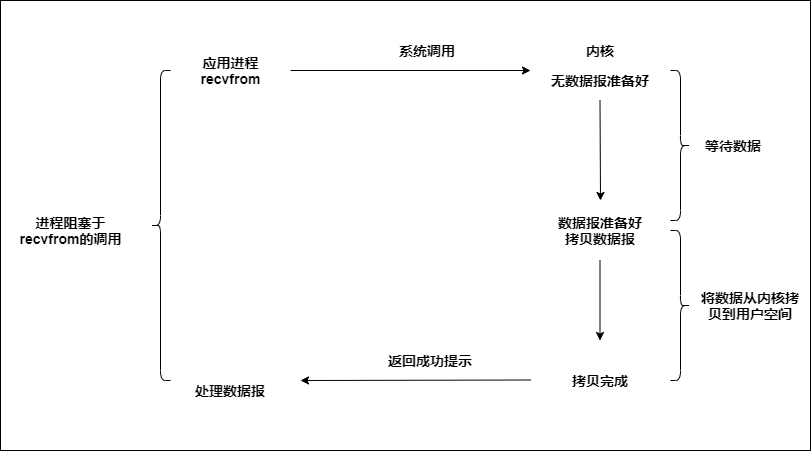 应用进程
recvfrom
系统调用
内核
无数据报准备好
等待数据
进程阻塞于
recvfrom的调用
数据报准备好
拷贝数据报
将数据从内核拷
贝到用户空间
返回成功提示
处理数据报
拷贝完成